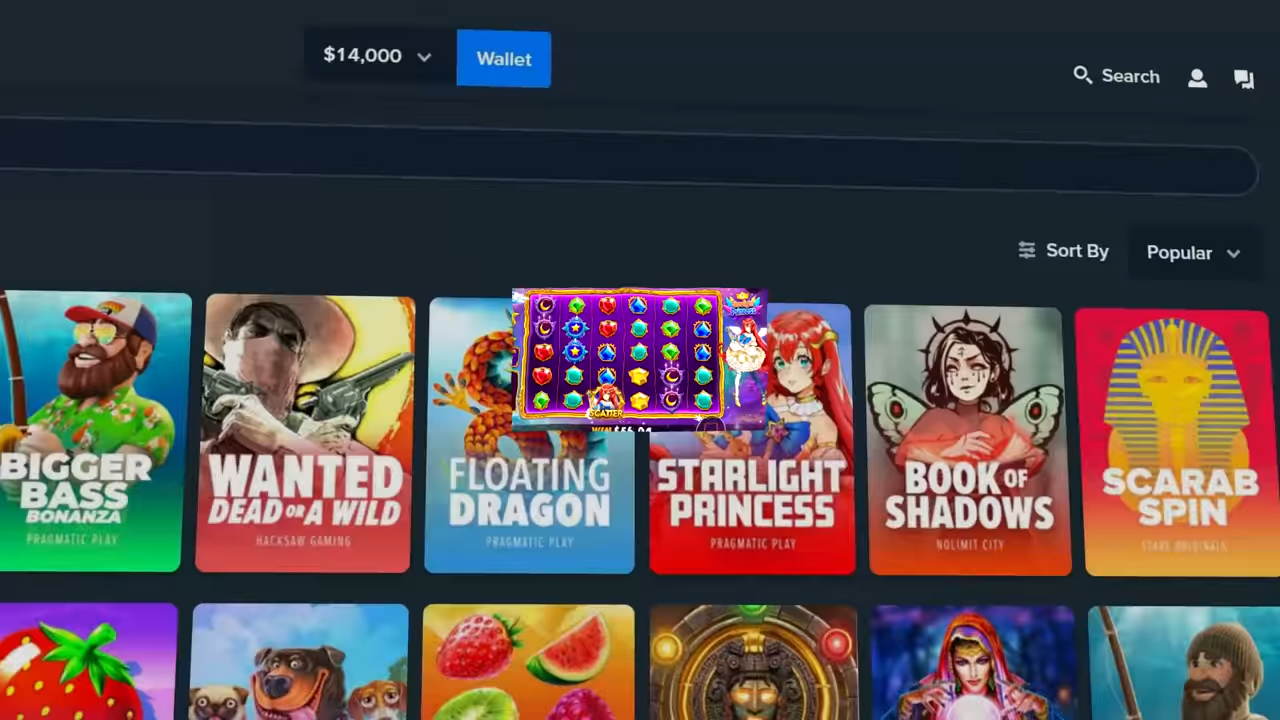 $14,000
Wallet
Search
Sort By
Popular
SCATTER
BIGGER
BASS
BONANZA
PRAGMATIC PLAY
WANTED
DEAD OR A WILD
HACKSAW GAMING
FLOATING
DRAGON
PRAGMATIC PLAY
STARLIGHT
PRINCESS
PRAGMATIC PLAY
BOOK OF
SHADOWS
NOLIMIT CITY
SCARAB
SPIN